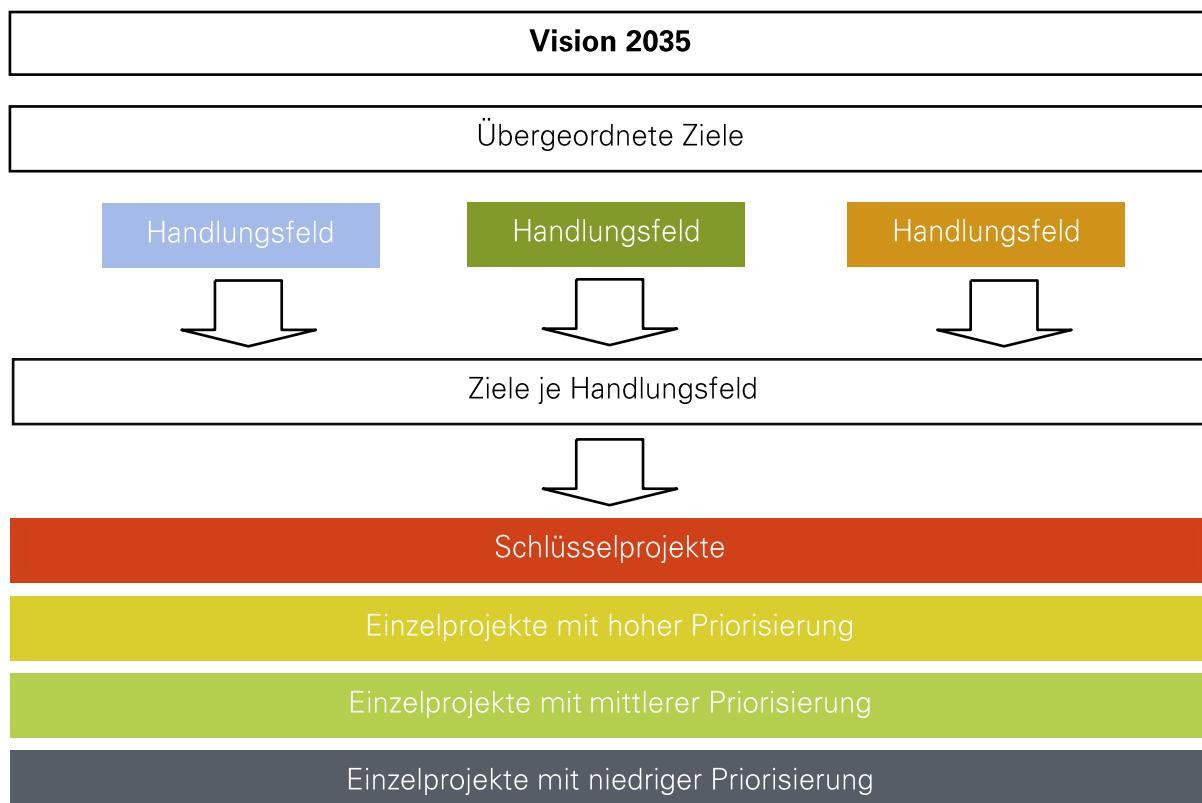 Vision 2035
Übergeordnete Ziele
Handlungsfeld
Handlungsfeld
Handlungsfeld
Ziele je Handlungsfeld
Schlüsselprojekte
Einzelprojekte mit hoher Priorisierung
Einzelprojekte mit mittlerer Priorisierung
Einzelprojekte mit niedriger Priorisierung